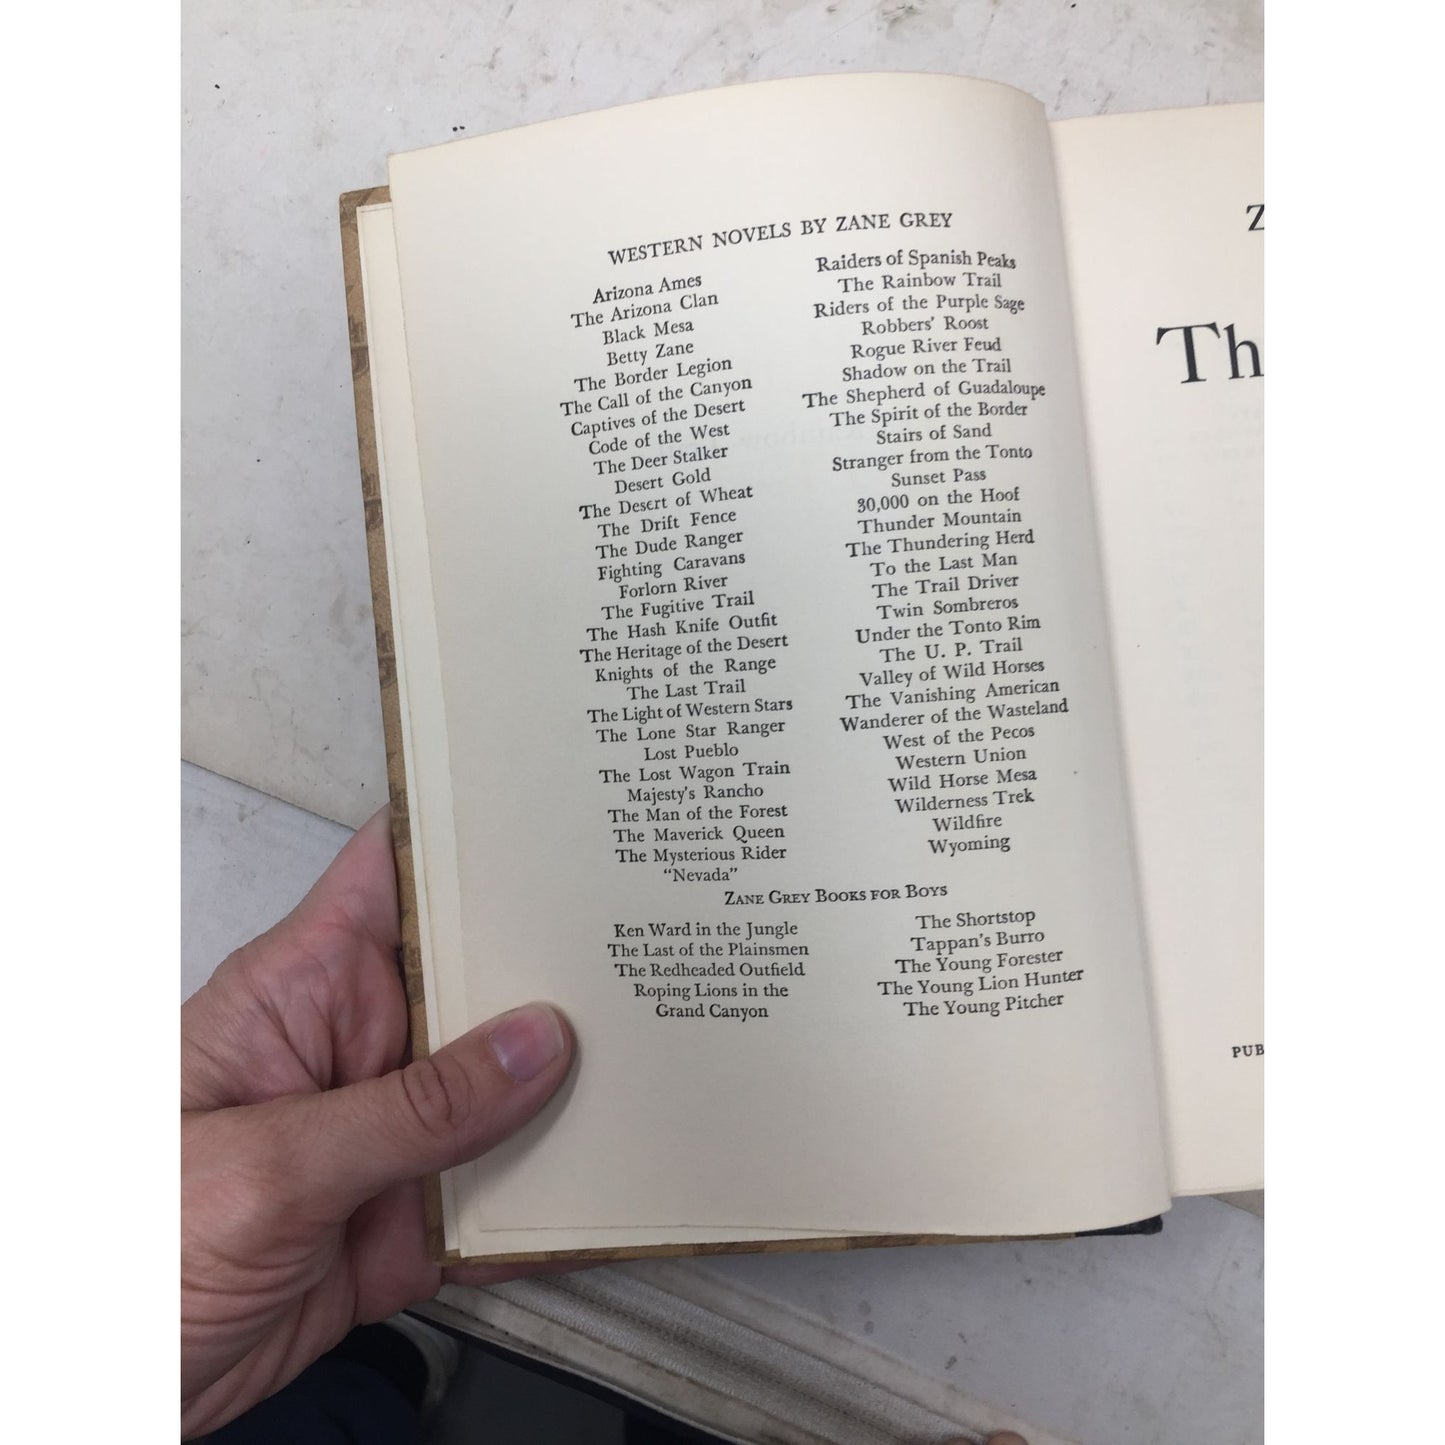 WESTERN NOVELS BY ZANE GREY
Arizona Ames
The Arizona Clan
Black Mesa
Betty Zane
The Border Legion
The Call of the Canyon
Captives of the Desert
Code of the West
The Deer Stalker
Desert Gold
The Desert of Wheat
The Drift Fence
The Dude Ranger
Fighting Caravans
Forlorn River
The Fugitive Trail
The Hash Knife Outfit
The Heritage of the Desert
Knights of the Range
The Last Trail
The Light of Western Stars
The Lone Star Ranger
Lost Pueblo
The Lost Wagon Train
Majesty's Rancho
The Man of the Forest
The Maverick Queen
The Mysterious Rider
"Nevada"
Raiders of Spanish Peaks
The Rainbow Trail
Riders of the Purple Sage
Robbers' Roost
Rogue River Feud
Shadow on the Trail
The Shepherd of Guadaloupe
The Spirit of the Border
Stairs of Sand
Stranger from the Tonto
Sunset Pass
30,000 on the Hoof
Thunder Mountain
The Thundering Herd
To the Last Man
The Trail Driver
Twin Sombreros
Under the Tonto Rim
The U. P. Trail
Valley of Wild Horses
The Vanishing American
Wanderer of the Wasteland
West of the Pecos
Western Union
Wild Horse Mesa
Wilderness Trek
Wildfire
Wyoming
ZANE GREY BOOKS FOR BOYS
Ken Ward in the Jungle
The Last of the Plainsmen
The Redheaded Outfield
Roping Lions in the
Grand Canyon
The Shortstop
Tappan's Burro
The Young Forester
The Young Lion Hunter
The Young Pitcher
Z
Th
PUB